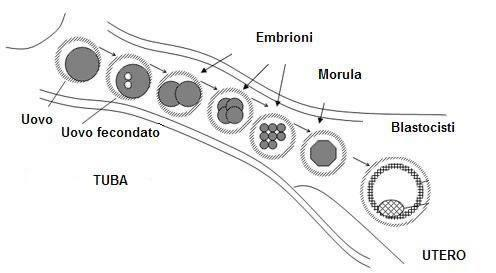 Embrioni
Morula
Uovo
Uovo fecondato
Blastocisti
TUBA
UTERO